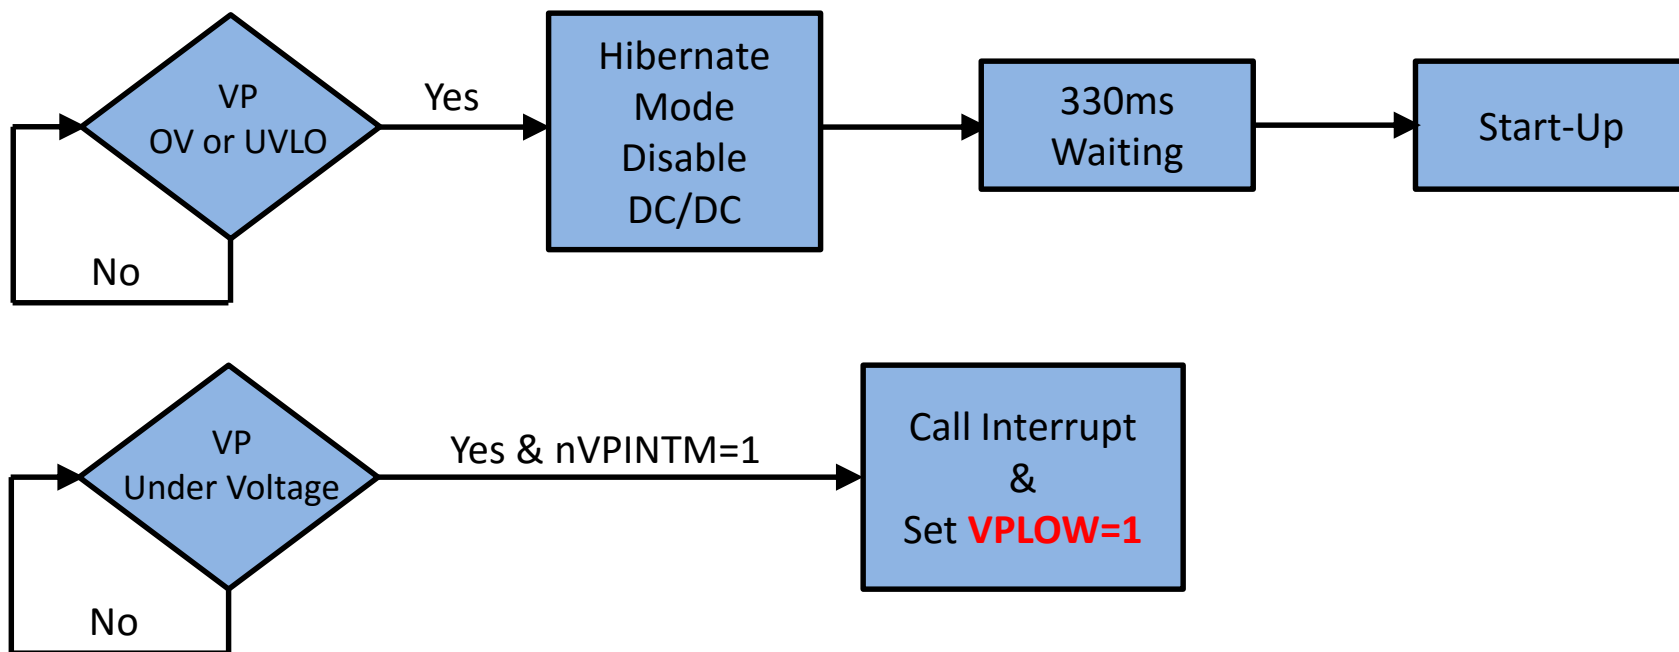 VP
OV or UVLO
Yes
No
Hibernate
Mode
Disable
DC/DC
330ms
Waiting
Start-Up
VP
Under Voltage
Yes & nVPINTM=1
No
Call Interrupt
&
Set VPLOW=1